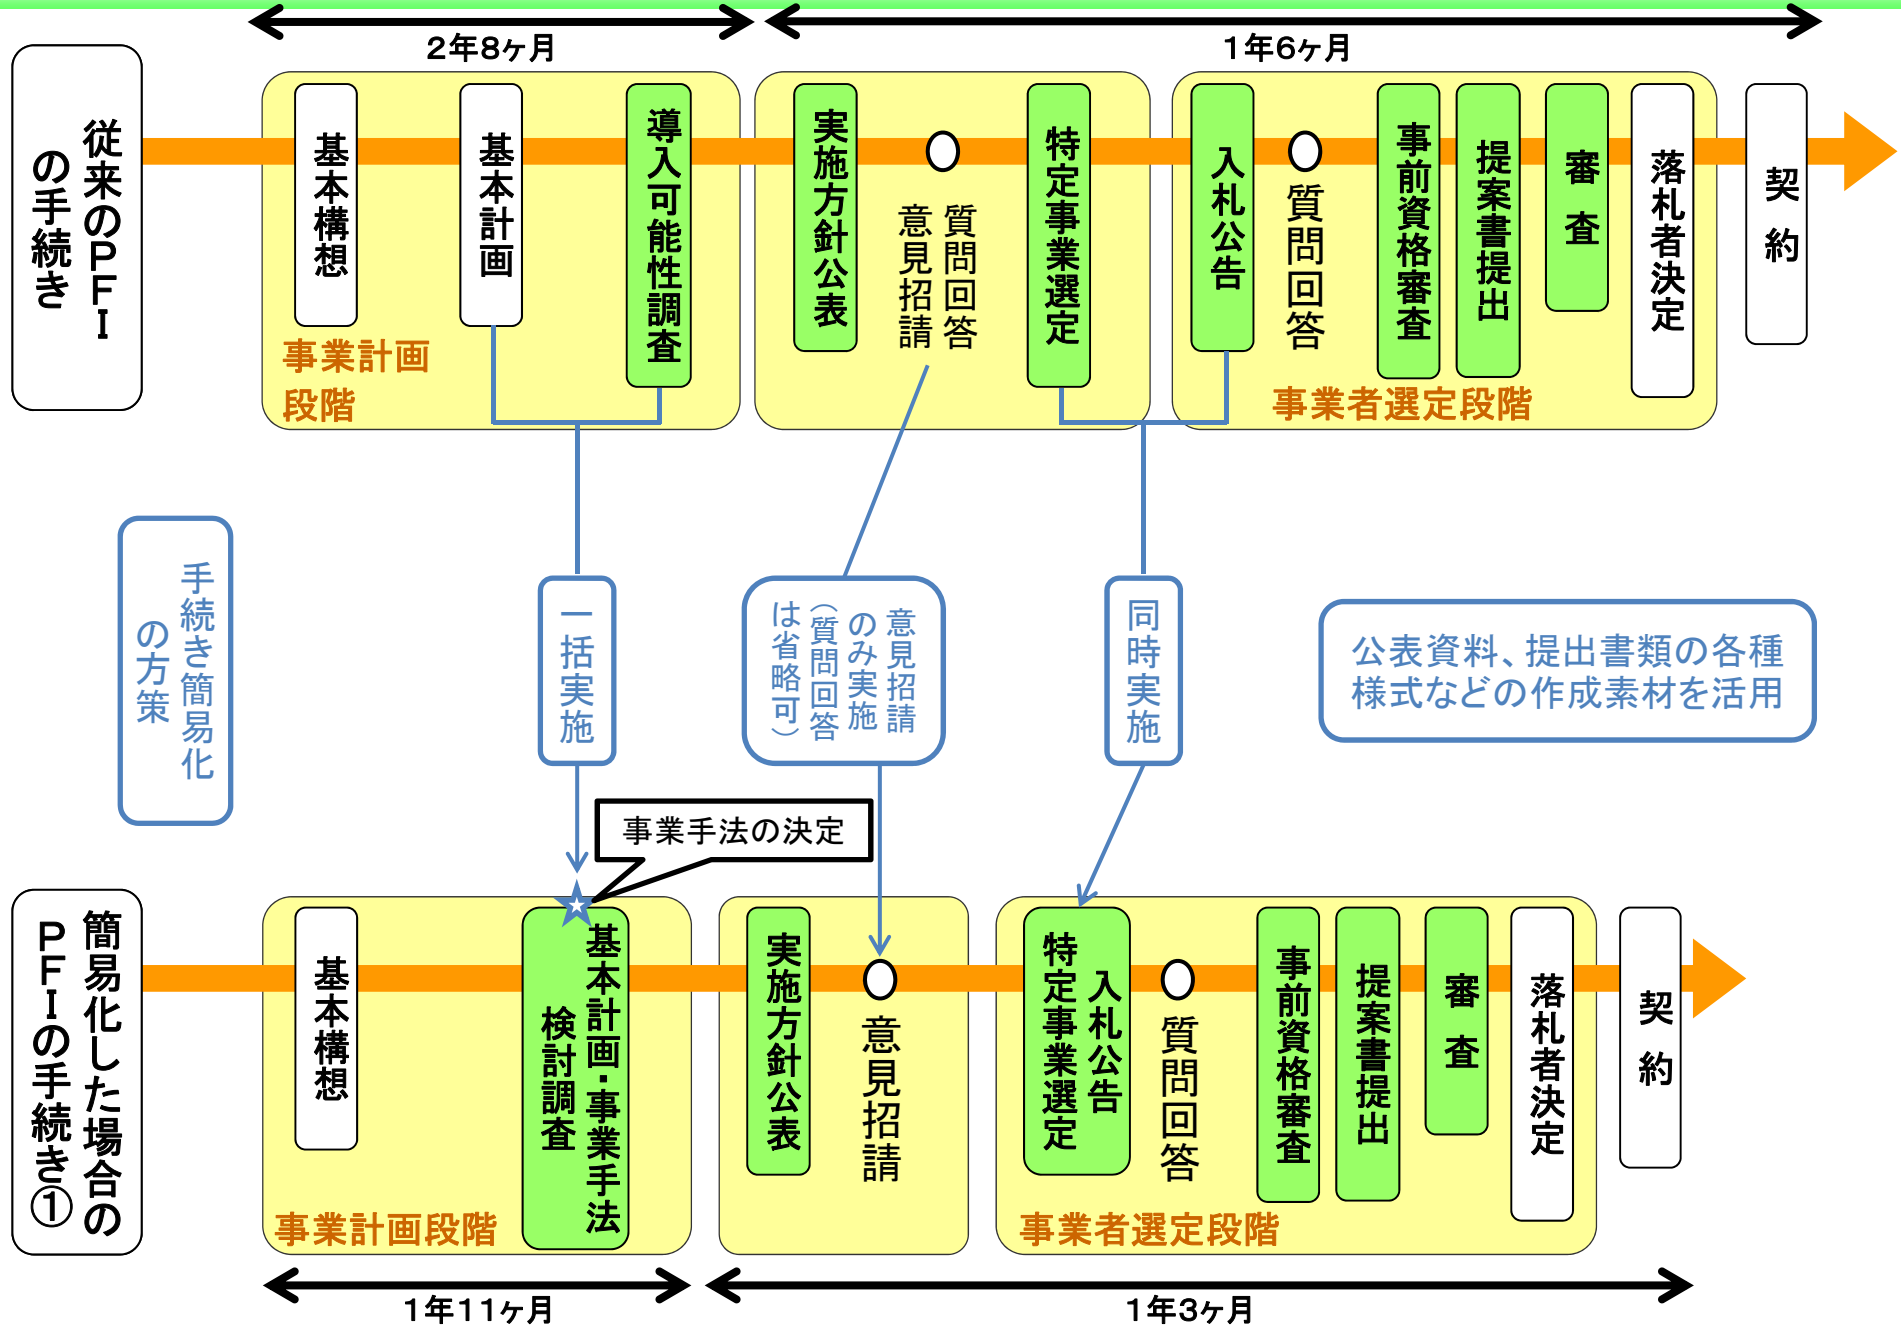 2年8ヶ月
1年6ヶ月
従来のPFI
の手続き
基本構想
基本計画
導入可能性調査
事業計画
段階
実施方針公表
質問回答
意見招請
特定事業選定
入札公告
質問回答
事前資格審査
提案書提出
審査
落札者決定
事業者選定段階
契約
手続き簡易化
の方策
一括実施
意見招請
のみ実施
(質問回答
は省略可)
同時実施
公表資料、提出書類の各種
様式などの作成素材を活用
事業手法の決定
簡易化した場合の
PFIの手続き①
基本構想
基本計画・事業手法
検討調査
事業計画段階
実施方針公表
意見招請
入札公告
特定事業選定
質問回答
事前資格審査
提案書提出
審査
落札者決定
事業者選定段階
契約
1年11ヶ月
1年3ヶ月